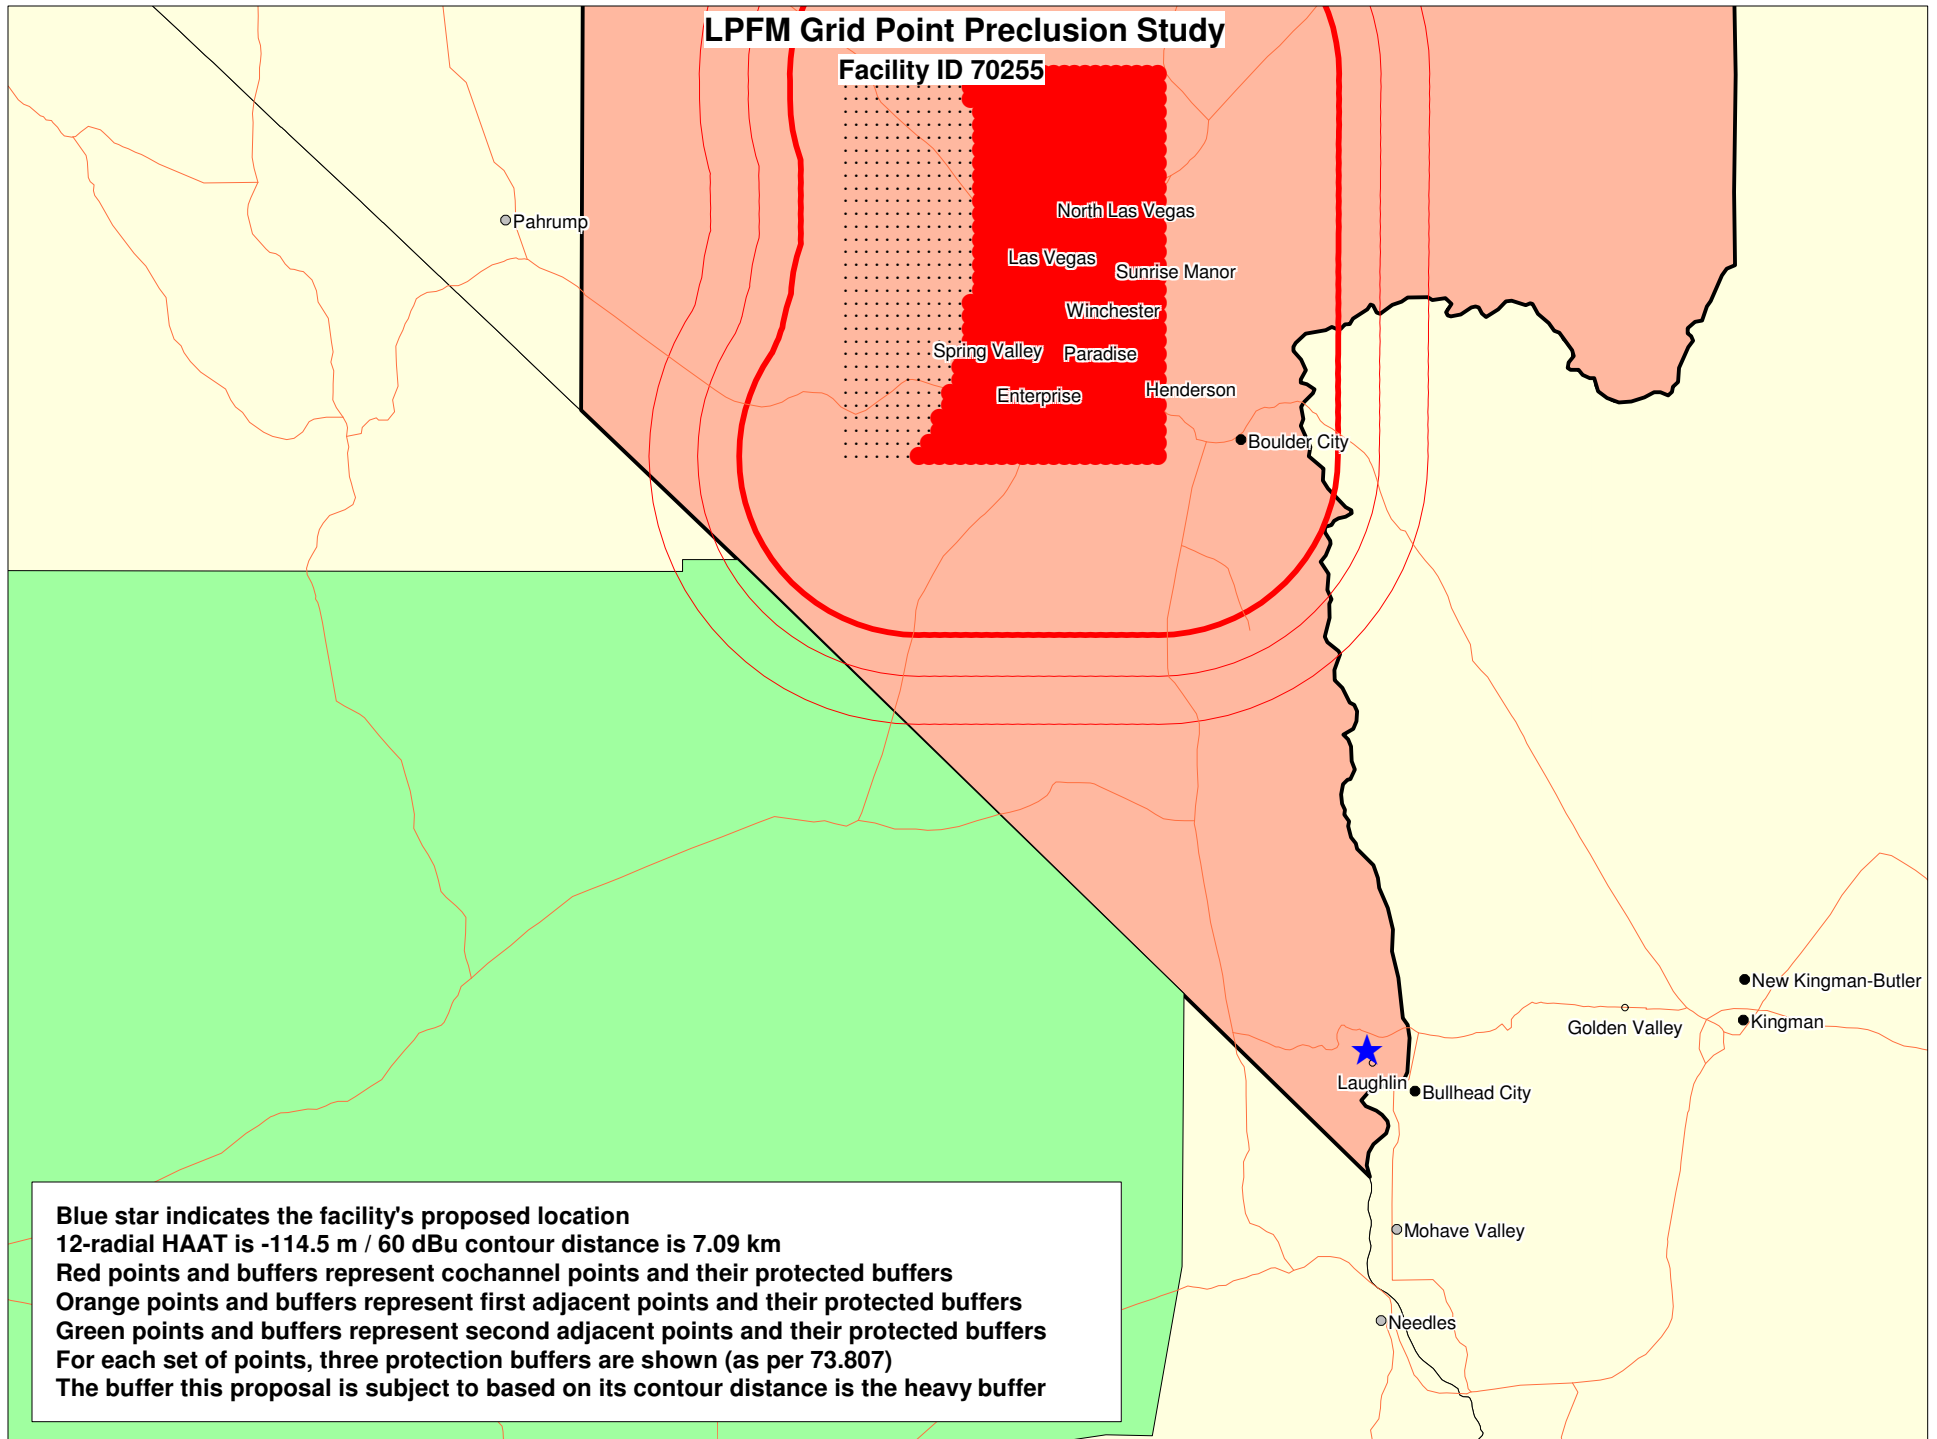 LPFM Grid Point Preclusion Study
Facility ID 70255
Pahrump
North Las Vegas
Las Vegas
Sunrise Manor
Winchester
Spring Valley
Paradise
Enterprise
Henderson
Boulder City
New Kingman-Butler
Golden Valley
Kingman
Laughlin
Bullhead City
Mohave Valley
Needles
Blue star indicates the facility's proposed location
12-radial HAAT is -114.5 m / 60 dBu contour distance is 7.09 km
Red points and buffers represent cochannel points and their protected buffers
Orange points and buffers represent first adjacent points and their protected buffers
Green points and buffers represent second adjacent points and their protected buffers
For each set of points, three protection buffers are shown (as per 73.807)
The buffer this proposal is subject to based on its contour distance is the heavy buffer